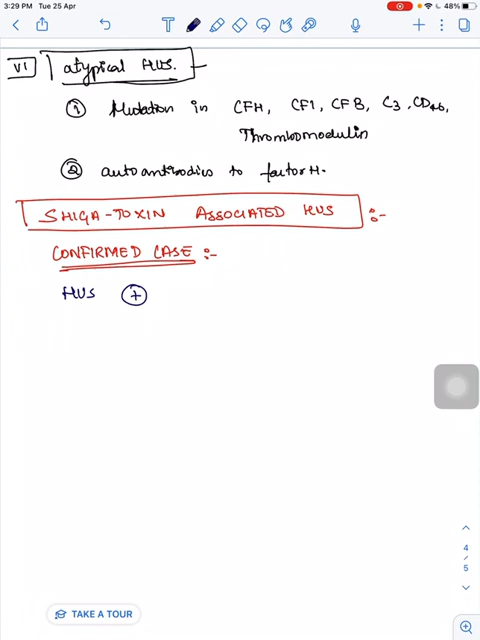 3:29 PM Tue 25 Apr
48%
VI atypical HUS. —
① Mutation in CFH, CFI, CFB, C3, CD46,
Thrombomodulin
② autoantibodies to factor H.
SHIGA-TOXIN ASSOCIATED HUS :-
CONFIRMED CASE :-
HUS +
4
/
5
TAKE A TOUR